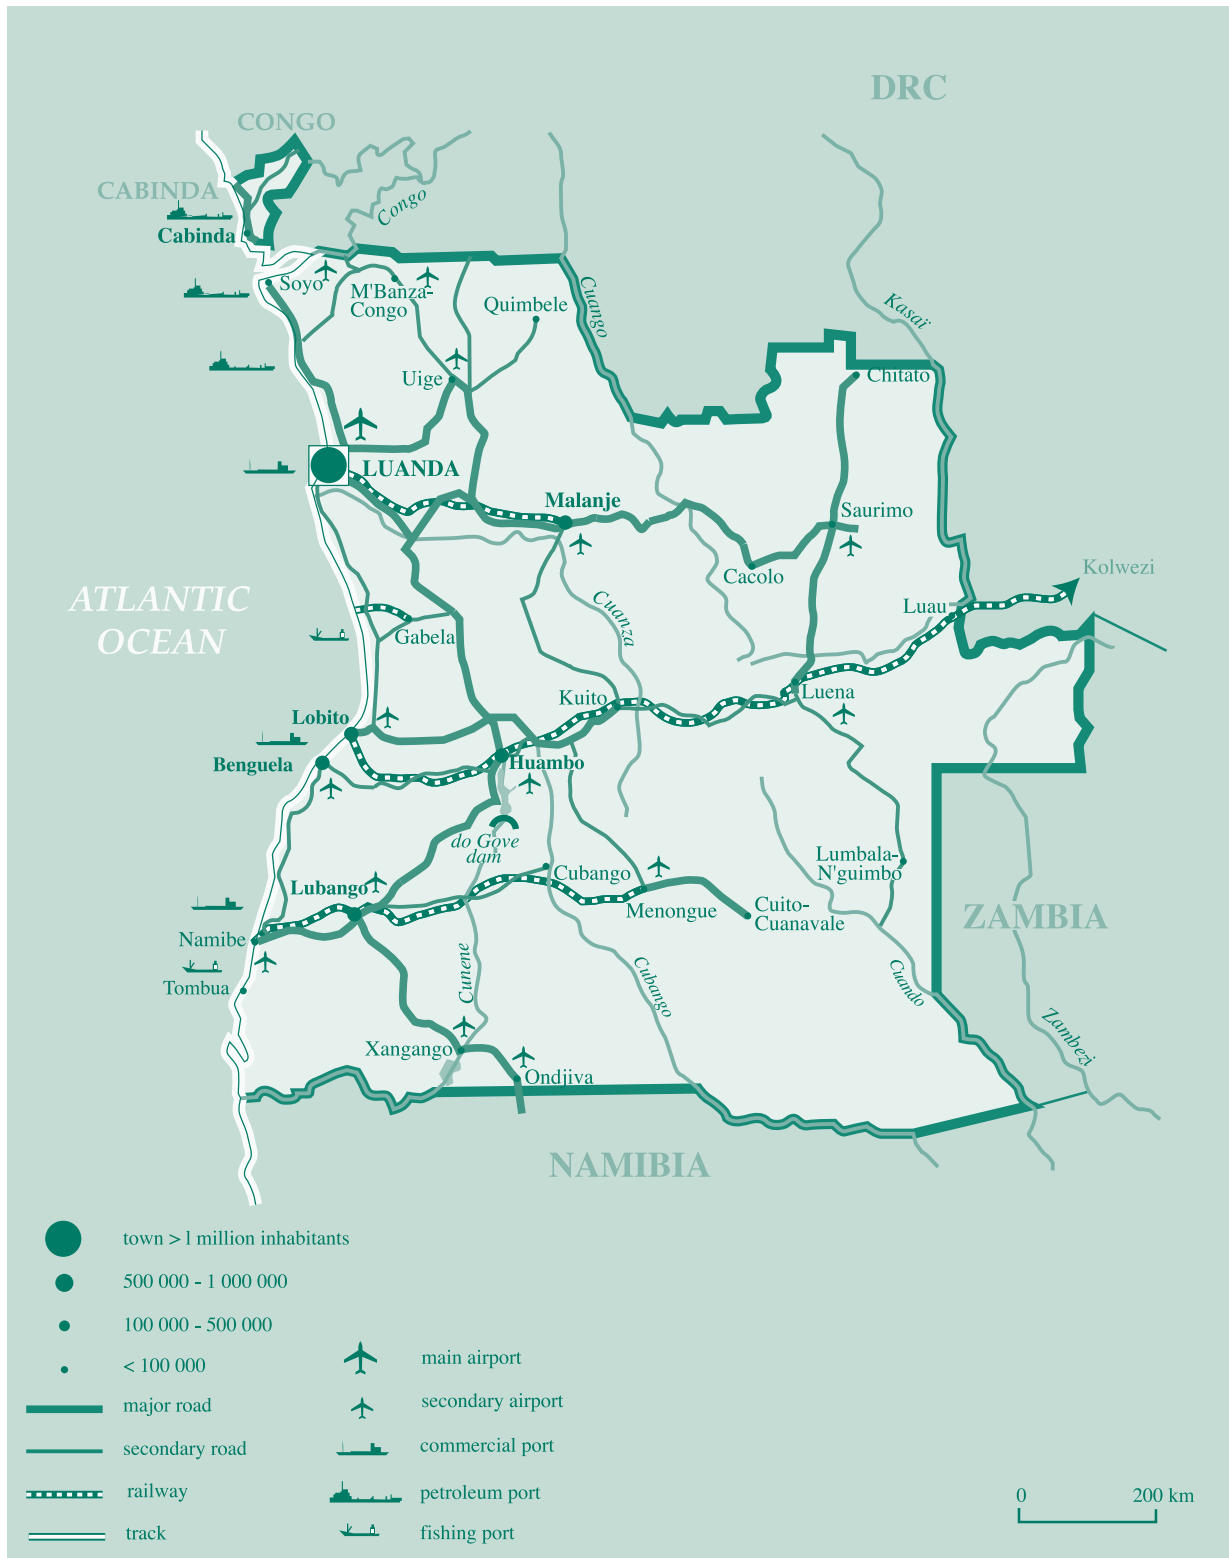 DRC
CONGO
CABINDA
Congo
Cabinda
Soyo
M'Banza-
Congo
Quimbele
Cuango
Kasaï
Uige
Chitato
LUANDA
Malanje
Saurimo
Cacolo
Kolwezi
ATLANTIC
OCEAN
Cuanza
Luau
Gabela
Kuito
Luena
Lobito
Benguela
Huambo
do Gove
dam
Lumbala-
N'guimbo
Cubango
Lubango
Menongue
Cuito-
Cuanavale
ZAMBIA
Namibe
Tombua
Cunene
Cubango
Cuando
Zambezi
Xangango
Ondjiva
NAMIBIA
town > l million inhabitants
500 000 - 1 000 000
100 000 - 500 000
< 100 000
major road
secondary road
railway
track
main airport
secondary airport
commercial port
petroleum port
fishing port
0 200 km